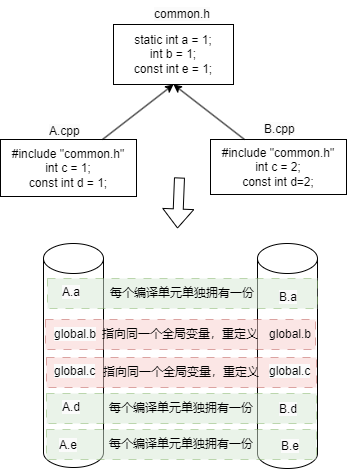 common.h
static int a = 1;
int b = 1;
const int e = 1;
A.cpp
B.cpp
#include "common.h"
int c = 1;
const int d = 1;
#include "common.h"
int c = 2;
const int d=2;
A.a 每个编译单元单独拥有一份 B.a
global.b 指向同一个全局变量，重定义 global.b
global.c 指向同一个全局变量，重定义 global.c
A.d 每个编译单元单独拥有一份 B.d
A.e 每个编译单元单独拥有一份 B.e